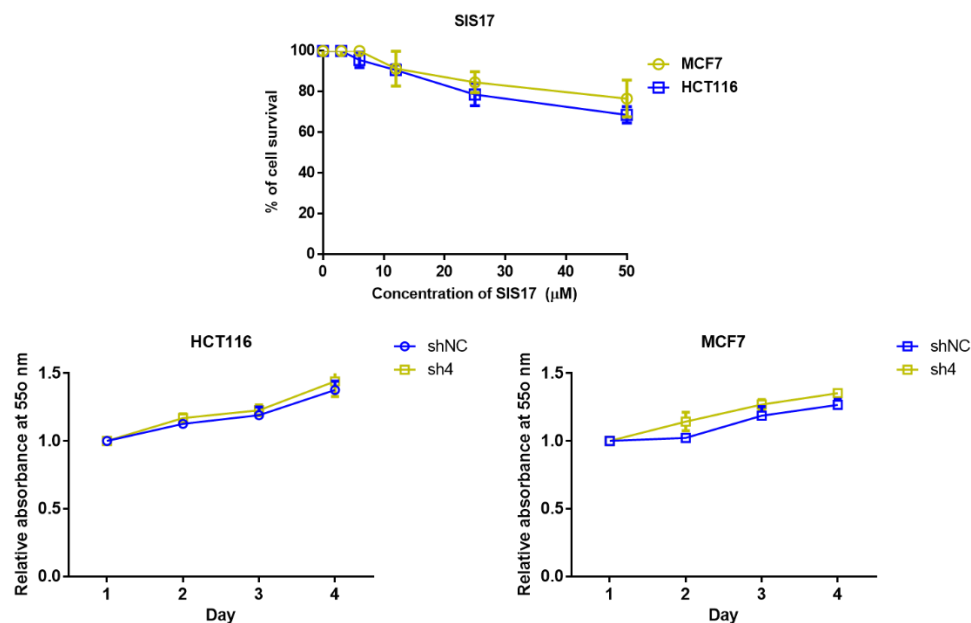 SIS17
100
80
60
40
20
0
% of cell survival
0 10 20 30 40 50
Concentration of SIS17 (µM)
MCF7
HCT116
HCT116
shNC
sh4
1.5
1.0
0.5
0.0
Relative absorbance at 55o nm
1 2 3 4
Day
MCF7
shNC
sh4
1.5
1.0
0.5
0.0
Relative absorbance at 55o nm
1 2 3 4
Day